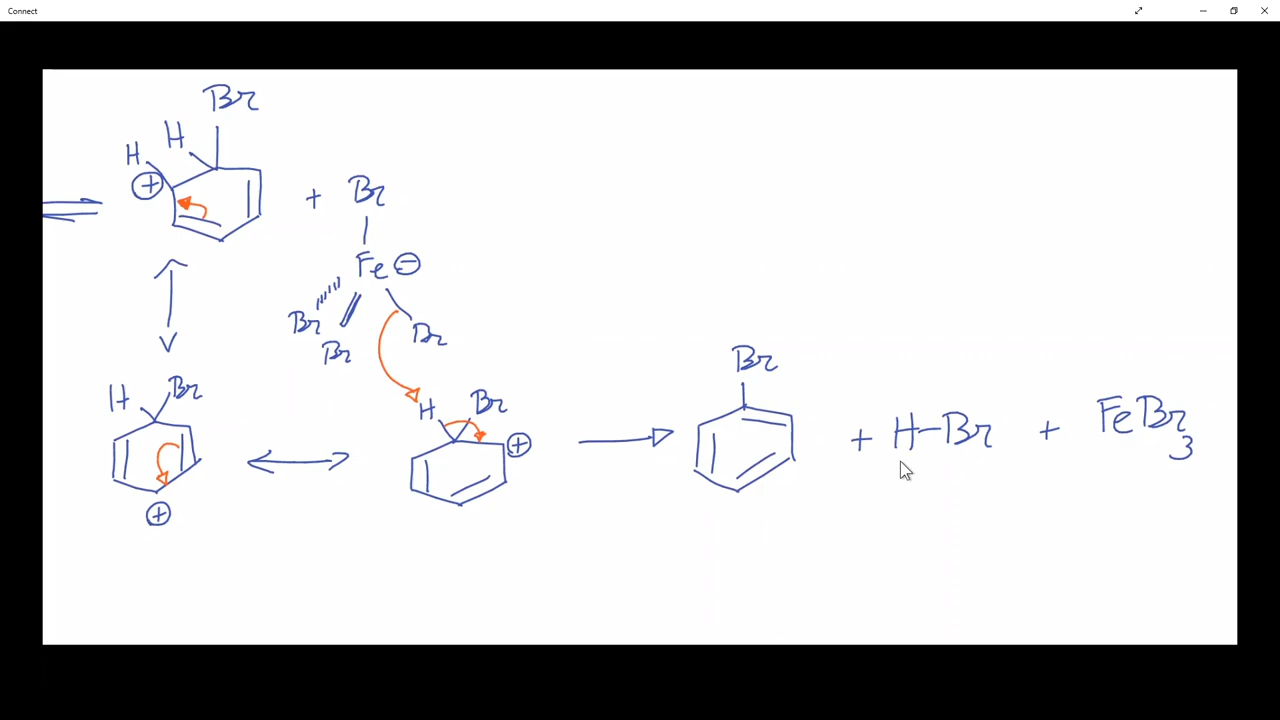 Connect
Br
H H
⊕
+ Br
Fe ⊖
Br
Br
Br
H Br
⊕
H Br
⊕
Br
+ H-Br + FeBr₃